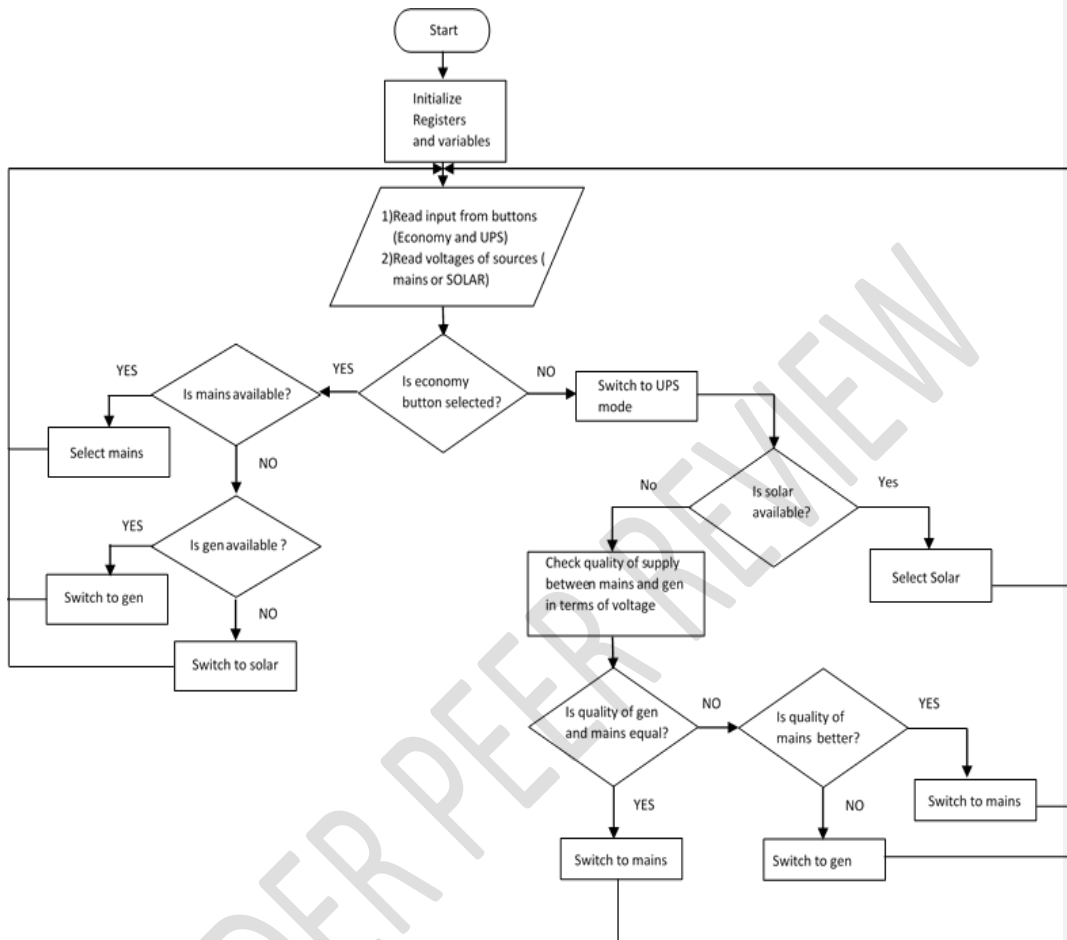 Start
Initialize
Registers
and variables
1)Read input from buttons
(Economy and UPS)
2)Read voltages of sources (
mains or SOLAR)
Is economy
button selected?
YES
NO
Is mains available?
YES
Select mains
NO
Is gen available ?
YES
Switch to gen
NO
Switch to solar
Switch to UPS
mode
Is solar
available?
No
Yes
Select Solar
Check quality of supply
between mains and gen
in terms of voltage
Is quality of gen
and mains equal?
NO
YES
Switch to mains
Is quality of
mains better?
YES
Switch to mains
NO
Switch to gen
DER PEER REVIEW